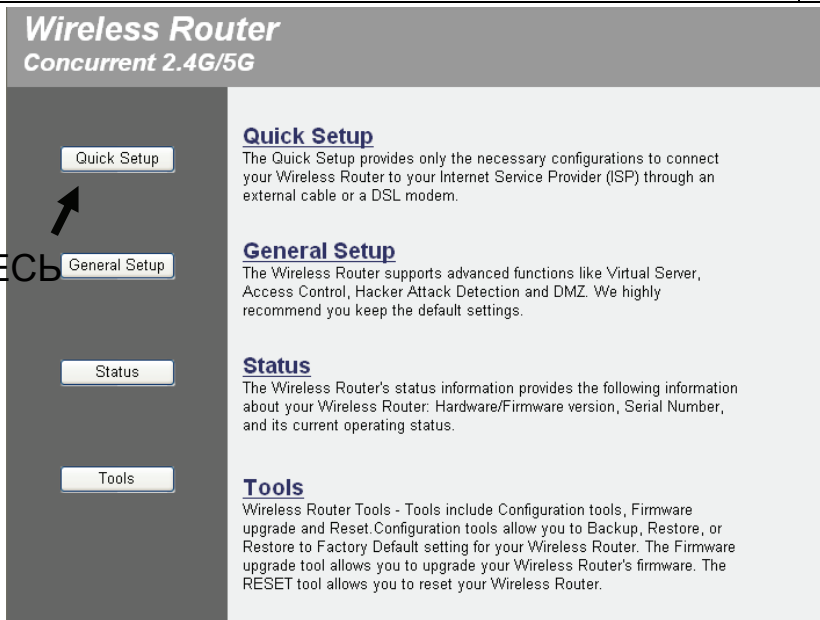 Wireless Router
Concurrent 2.4G/5G
Quick Setup
Quick Setup
The Quick Setup provides only the necessary configurations to connect
your Wireless Router to your Internet Service Provider (ISP) through an
external cable or a DSL modem.
ЕСЬ
General Setup
General Setup
The Wireless Router supports advanced functions like Virtual Server,
Access Control, Hacker Attack Detection and DMZ. We highly
recommend you keep the default settings.
Status
Status
The Wireless Router's status information provides the following information
about your Wireless Router: Hardware/Firmware version, Serial Number,
and its current operating status.
Tools
Tools
Wireless Router Tools - Tools include Configuration tools, Firmware
upgrade and Reset.Configuration tools allow you to Backup, Restore, or
Restore to Factory Default setting for your Wireless Router. The Firmware
upgrade tool allows you to upgrade your Wireless Router's firmware. The
RESET tool allows you to reset your Wireless Router.